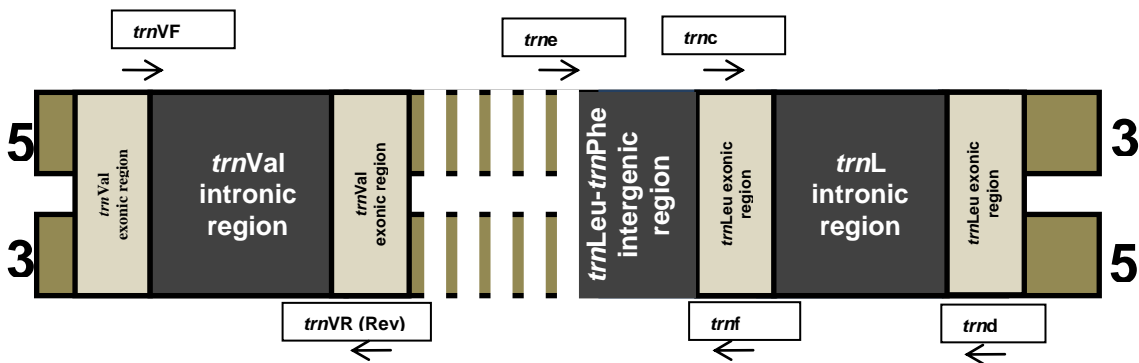 trnVF
trne
trnc
5
3
trnVal
exonic region
trnVal
intronic
region
trnVal
exonic region
trnLeu-trnPhe
intergenic
region
trnLeu exonic
region
trnL
intronic
region
trnLeu exonic
region
3
5
trnVR (Rev)
trnf
trnd